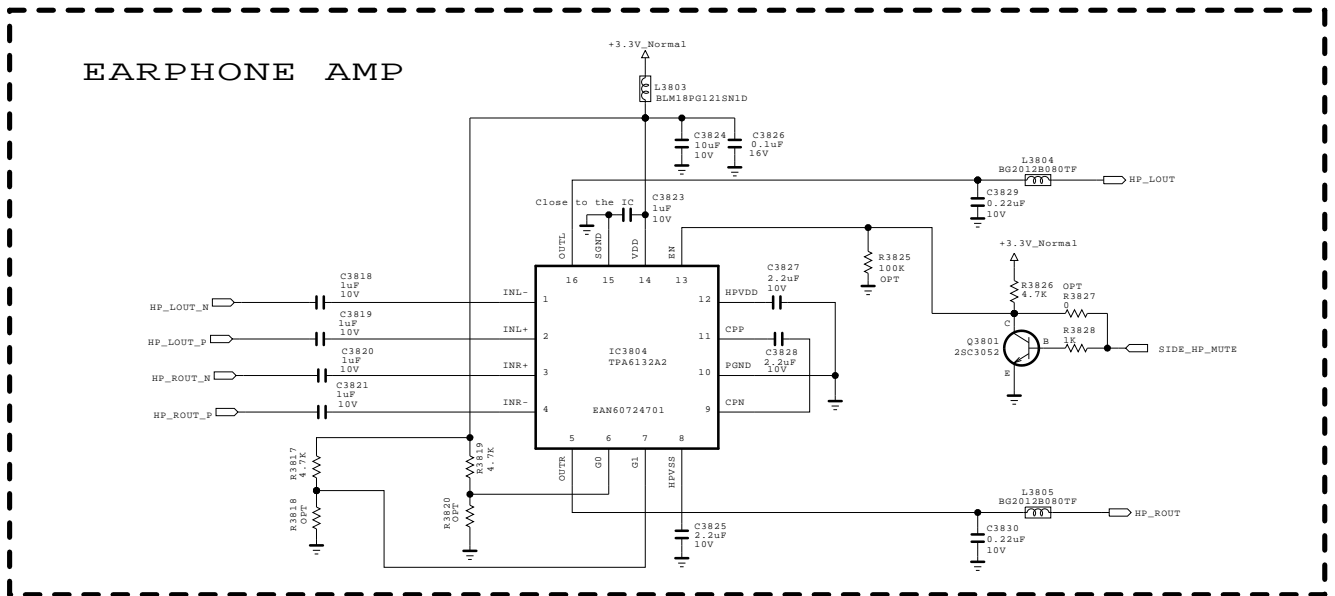 EARPHONE AMP
+3.3V_Normal
L3803
BLM18PG121SN1D
C3824
10uF
10V
C3826
0.1uF
16V
L3804
BG2012B080TF
HP_LOUT
C3829
0.22uF
10V
Close to the IC
C3823
1uF
10V
OUTL
SGND
VDD
EN
16
15
14
13
R3825
100K
OPT
+3.3V_Normal
R3826
4.7K
OPT
R3827
0
R3828
1K
C
B
E
Q3801
2SC3052
SIDE_HP_MUTE
HP_LOUT_N
C3818
1uF
10V
INL-
1
HP_LOUT_P
C3819
1uF
10V
INL+
2
HP_ROUT_N
C3820
1uF
10V
INR+
3
HP_ROUT_P
C3821
1uF
10V
INR-
4
IC3804
TPA6132A2
EAN60724701
12
HPVDD
C3827
2.2uF
10V
11
CPP
C3828
2.2uF
10V
10
PGND
9
CPN
5
6
7
8
OUTR
G0
G1
HPVSS
R3817
4.7K
R3818
OPT
R3819
4.7K
R3820
OPT
C3825
2.2uF
10V
L3805
BG2012B080TF
HP_ROUT
C3830
0.22uF
10V